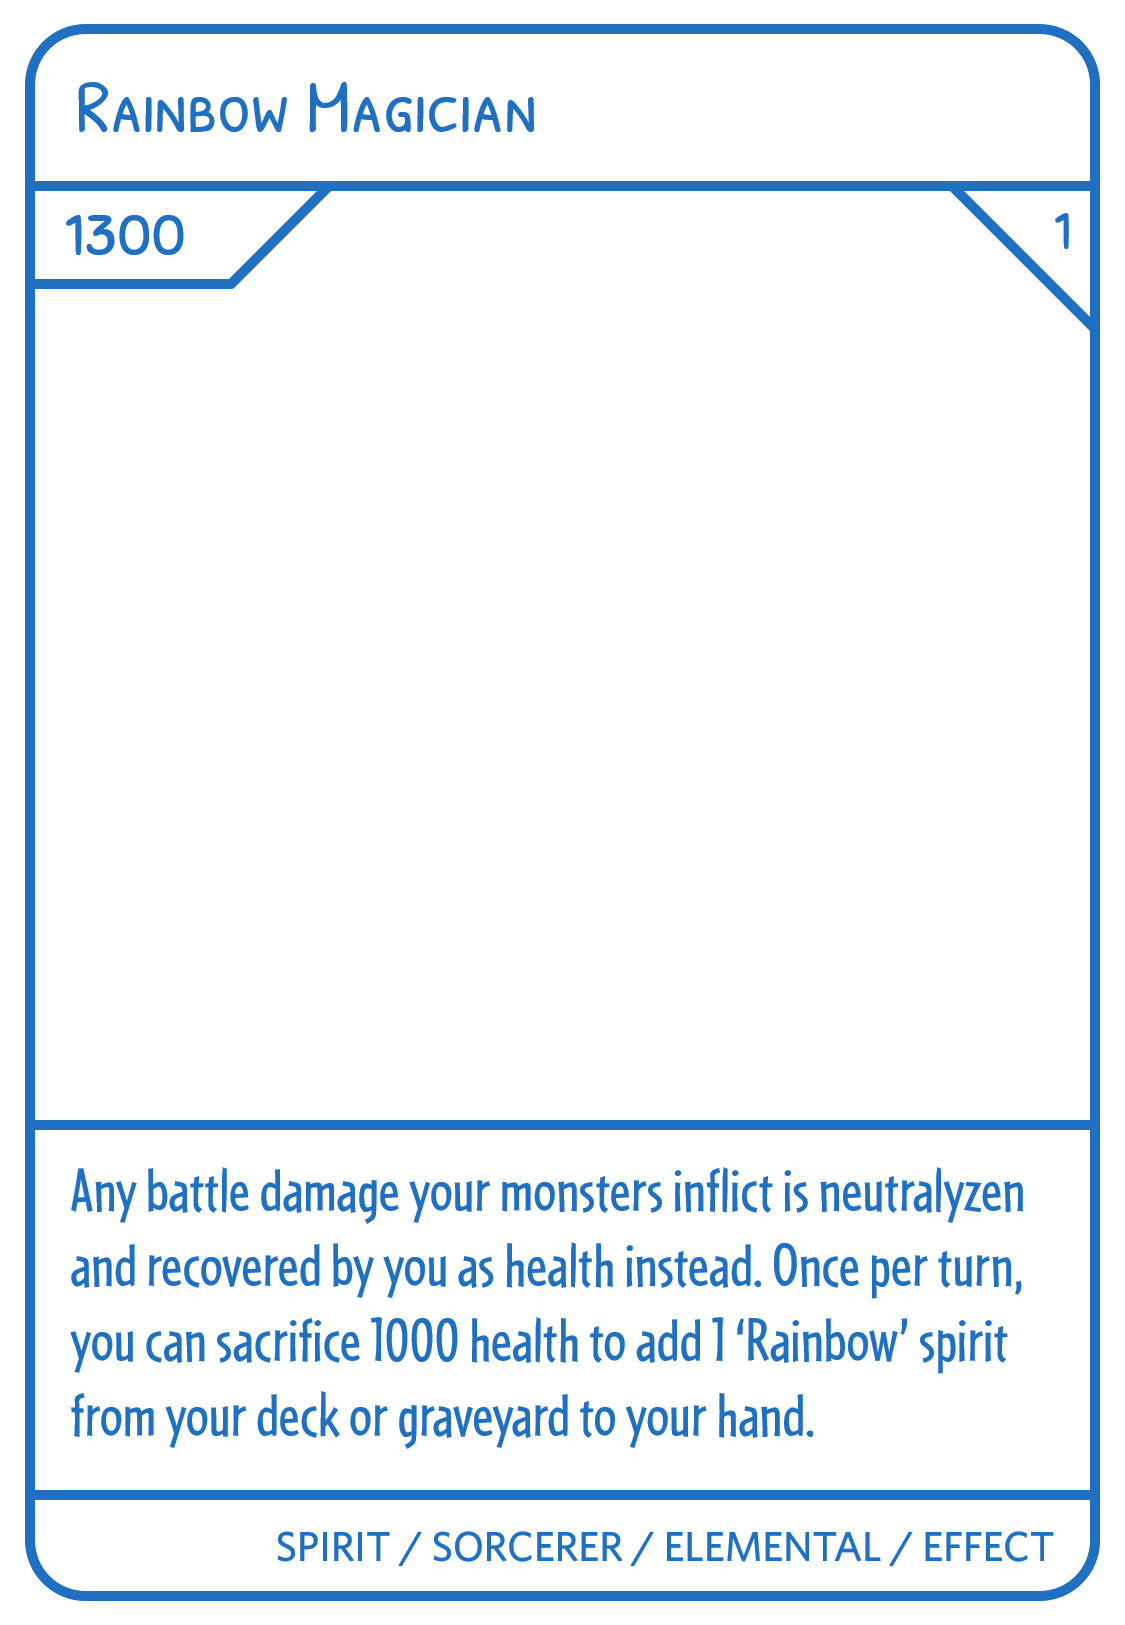 Rainbow Magician
1300
1
Any battle damage your monsters inflict is neutralyzen
and recovered by you as health instead. Once per turn,
you can sacrifice 1000 health to add 1 ‘Rainbow’ spirit
from your deck or graveyard to your hand.
SPIRIT / SORCERER / ELEMENTAL / EFFECT